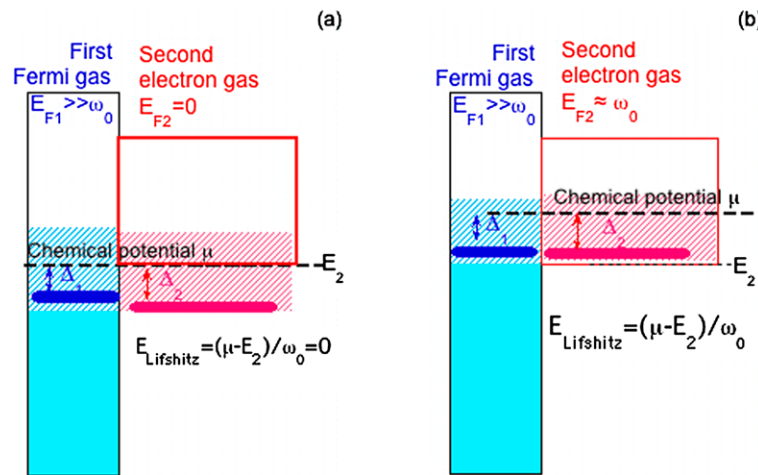 (a)
First
Fermi gas
E_F1 >>ω_0
Second
electron gas
E_F2 =0
Chemical potential μ
E_2
Δ_1
Δ_2
E_Lifshitz=(μ-E_2)/ω_0=0
(b)
First
Fermi gas
E_F1 >>ω_0
Second
electron gas
E_F2 ≈ ω_0
Chemical potential μ
Δ_1
Δ_2
E_2
E_Lifshitz=(μ-E_2)/ω_0